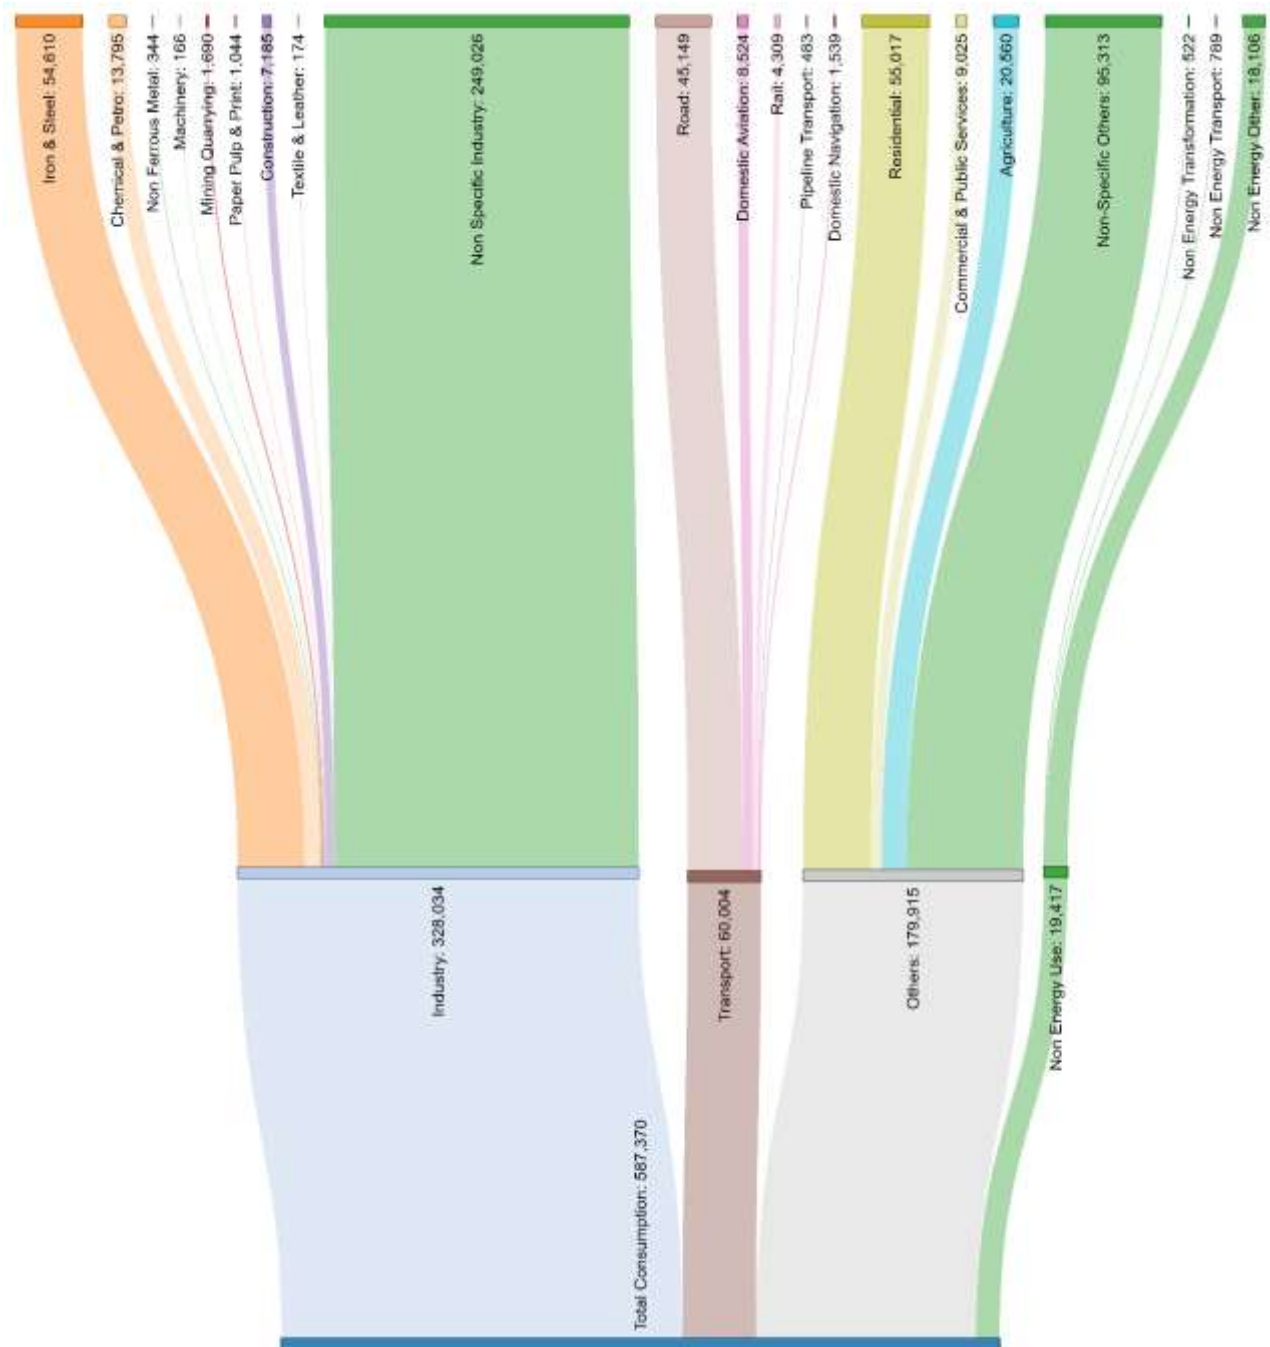 Iron & Steel: 54,610
Chemical & Petro: 13,795
Non Ferrous Metal: 344
Machinery: 166
Mining Quarrying: 1,690
Paper Pulp & Print: 1,044
Construction: 7,185
Textile & Leather: 174
Non Specific Industry: 249,026
Road: 45,149
Domestic Aviation: 8,524
Rail: 4,309
Pipeline Transport: 483
Domestic Navigation: 1,539
Residential: 55,017
Commercial & Public Services: 9,025
Agriculture: 20,560
Non-Specific Others: 95,313
Non Energy Transformation: 522
Non Energy Transport: 789
Non Energy Other: 18,106
Industry: 328,034
Transport: 60,004
Others: 179,915
Non Energy Use: 19,417
Total Consumption: 587,370